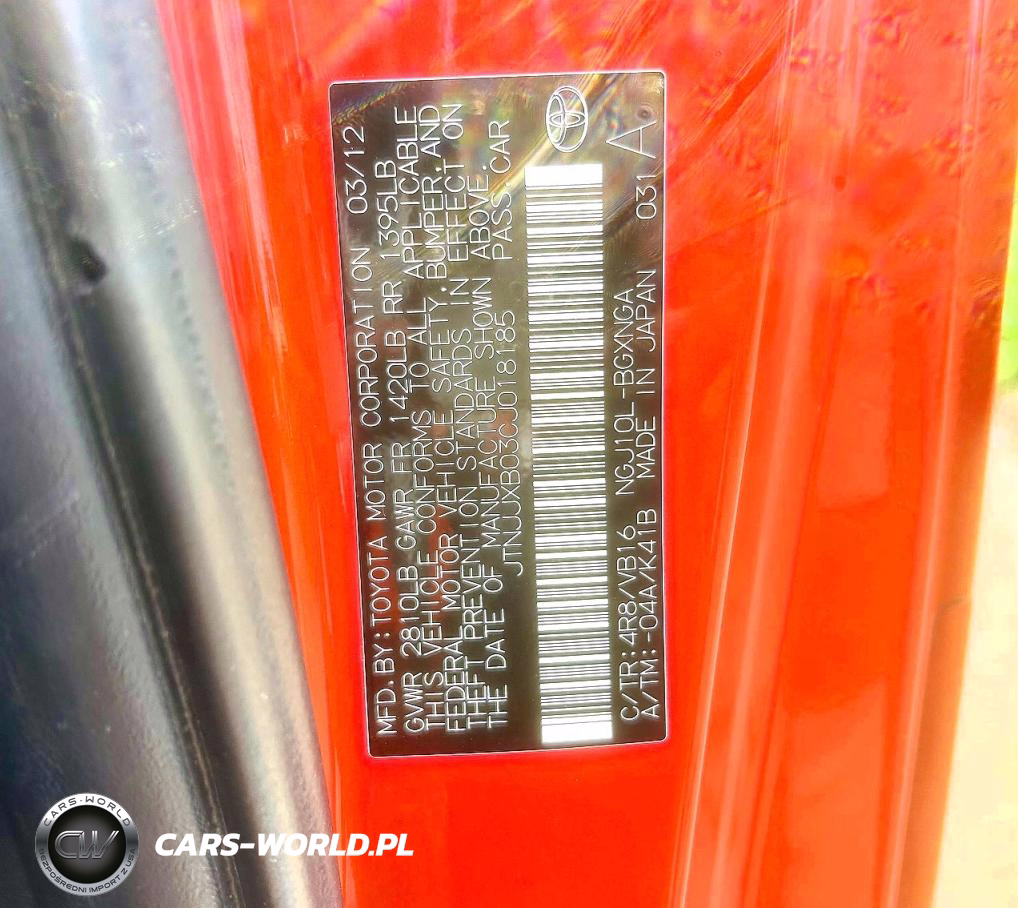 MFD.BY:TOYOTA MOTOR CORPORATION 03/12
GVWR 2810LB GAWR FR 1420LB RR 1395LB
THIS VEHICLE CONFORMS TO ALL APPLICABLE
FEDERAL MOTOR VEHICLE SAFETY,BUMPER,AND
THEFT PREVENTION STANDARDS IN EFFECT ON
THE DATE OF MANUFACTURE SHOWN ABOVE.
JTNJJXB03CJ018185 PASS.CAR
C/TR:4R8/VB16 NGJ10L-BGXNGA
A/TM:-04A/K41B MADE IN JAPAN 031 A
CARS-WORLD
CW
BEZPOŚREDNI IMPORT Z USA
CARS-WORLD.PL